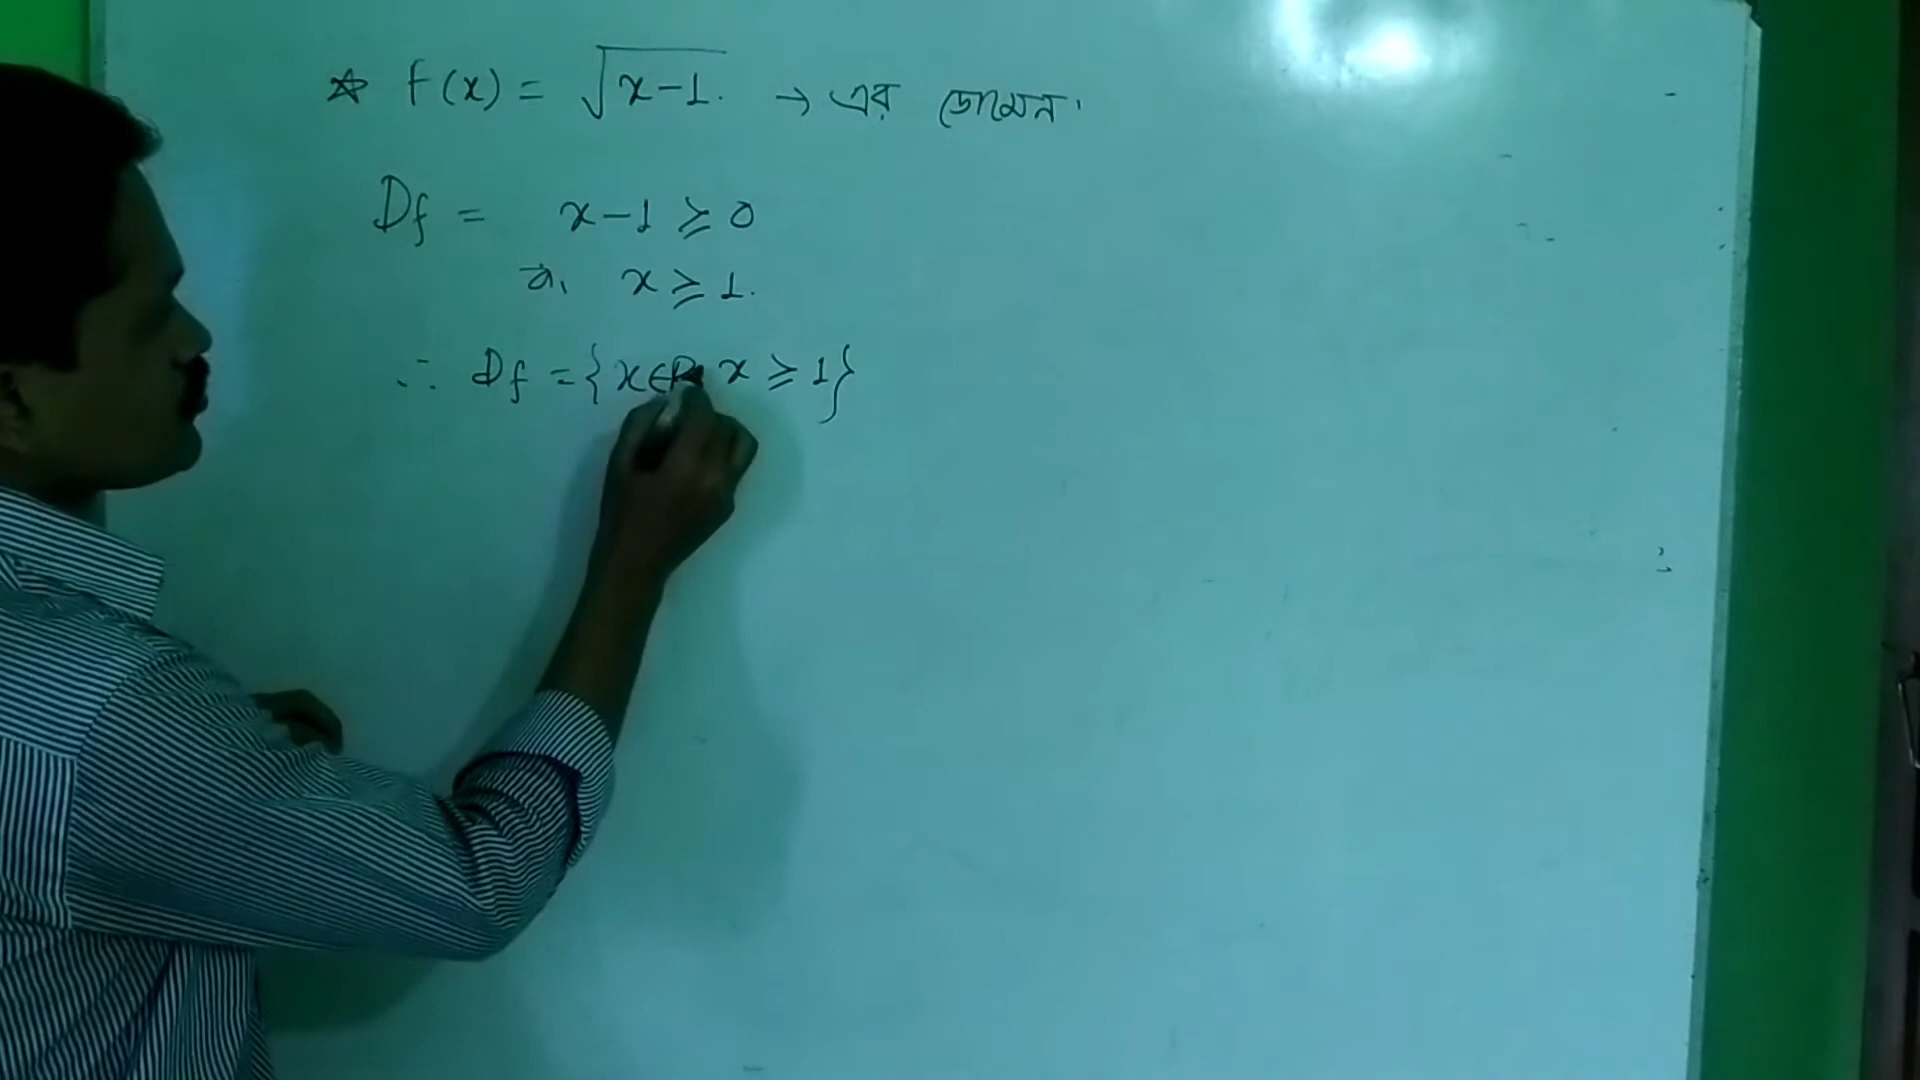 ☆ f(x) = √x-1. → এর ডোমেন।
Df = x-1 ≥ 0
বা, x ≥ 1.
∴ Df = {x∈R: x ≥ 1}